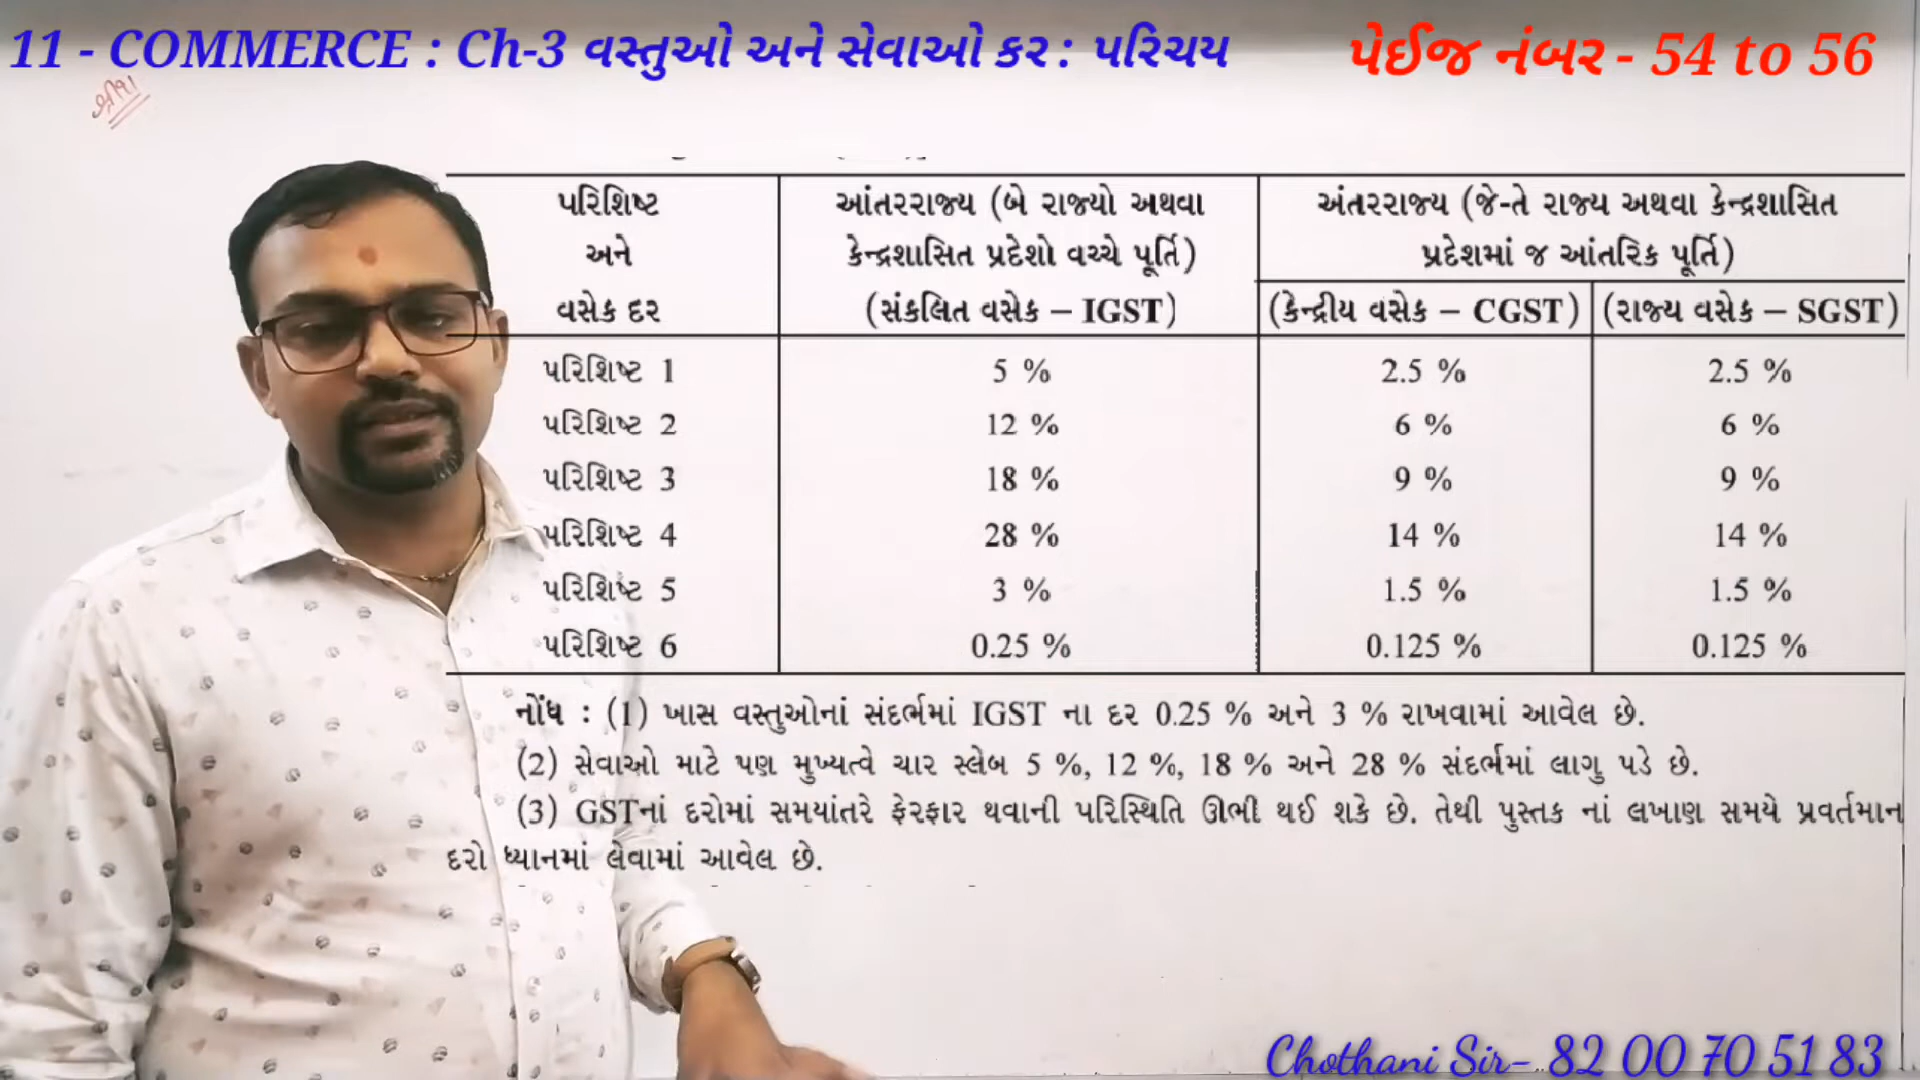 11 - COMMERCE : Ch-3 વસ્તુઓ અને સેવાઓ કર : પરિચય
પેઈજ નંબર - 54 to 56
શ્રી૧ા
પરિશિષ્ટ અને વસેક દર
આંતરરાજ્ય (બે રાજ્યો અથવા કેન્દ્રશાસિત પ્રદેશો વચ્ચે પૂર્તિ)
(સંકલિત વસેક – IGST)
અંતરરાજ્ય (જે-તે રાજ્ય અથવા કેન્દ્રશાસિત પ્રદેશમાં જ આંતરિક પૂર્તિ)
(કેન્દ્રીય વસેક – CGST) (રાજ્ય વસેક – SGST)
પરિશિષ્ટ 1 5 % 2.5 % 2.5 %
પરિશિષ્ટ 2 12 % 6 % 6 %
પરિશિષ્ટ 3 18 % 9 % 9 %
પરિશિષ્ટ 4 28 % 14 % 14 %
પરિશિષ્ટ 5 3 % 1.5 % 1.5 %
પરિશિષ્ટ 6 0.25 % 0.125 % 0.125 %
નોંધ : (1) ખાસ વસ્તુઓનાં સંદર્ભમાં IGST ના દર 0.25 % અને 3 % રાખવામાં આવેલ છે.
(2) સેવાઓ માટે પણ મુખ્યત્વે ચાર સ્લેબ 5 %, 12 %, 18 % અને 28 % સંદર્ભમાં લાગુ પડે છે.
(3) GSTનાં દરોમાં સમયાંતરે ફેરફાર થવાની પરિસ્થિતિ ઊભી થઈ શકે છે. તેથી પુસ્તક નાં લખાણ સમયે પ્રવર્તમાન
દરો ધ્યાનમાં લેવામાં આવેલ છે.
Chothani Sir- 82 00 70 51 83